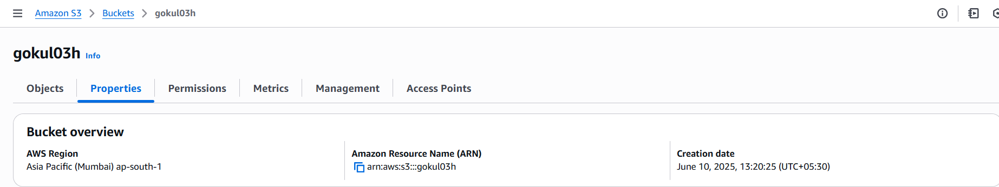 Amazon S3 > Buckets > gokul03h
gokul03h Info
Objects Properties Permissions Metrics Management Access Points
Bucket overview
AWS Region
Asia Pacific (Mumbai) ap-south-1
Amazon Resource Name (ARN)
arn:aws:s3:::gokul03h
Creation date
June 10, 2025, 13:20:25 (UTC+05:30)